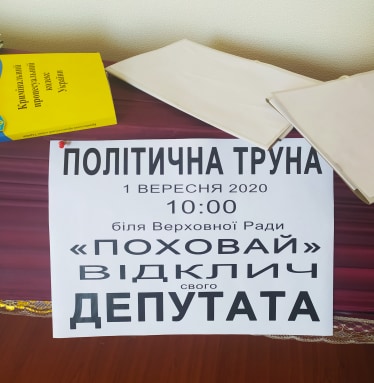 Кримінальний
процесуальний
кодекс
України
ПОЛІТИЧНА ТРУНА
1 ВЕРЕСНЯ 2020
10:00
біля Верховної Ради
«ПОХОВАЙ»
ВІДКЛИЧ
свого
ДЕПУТАТА